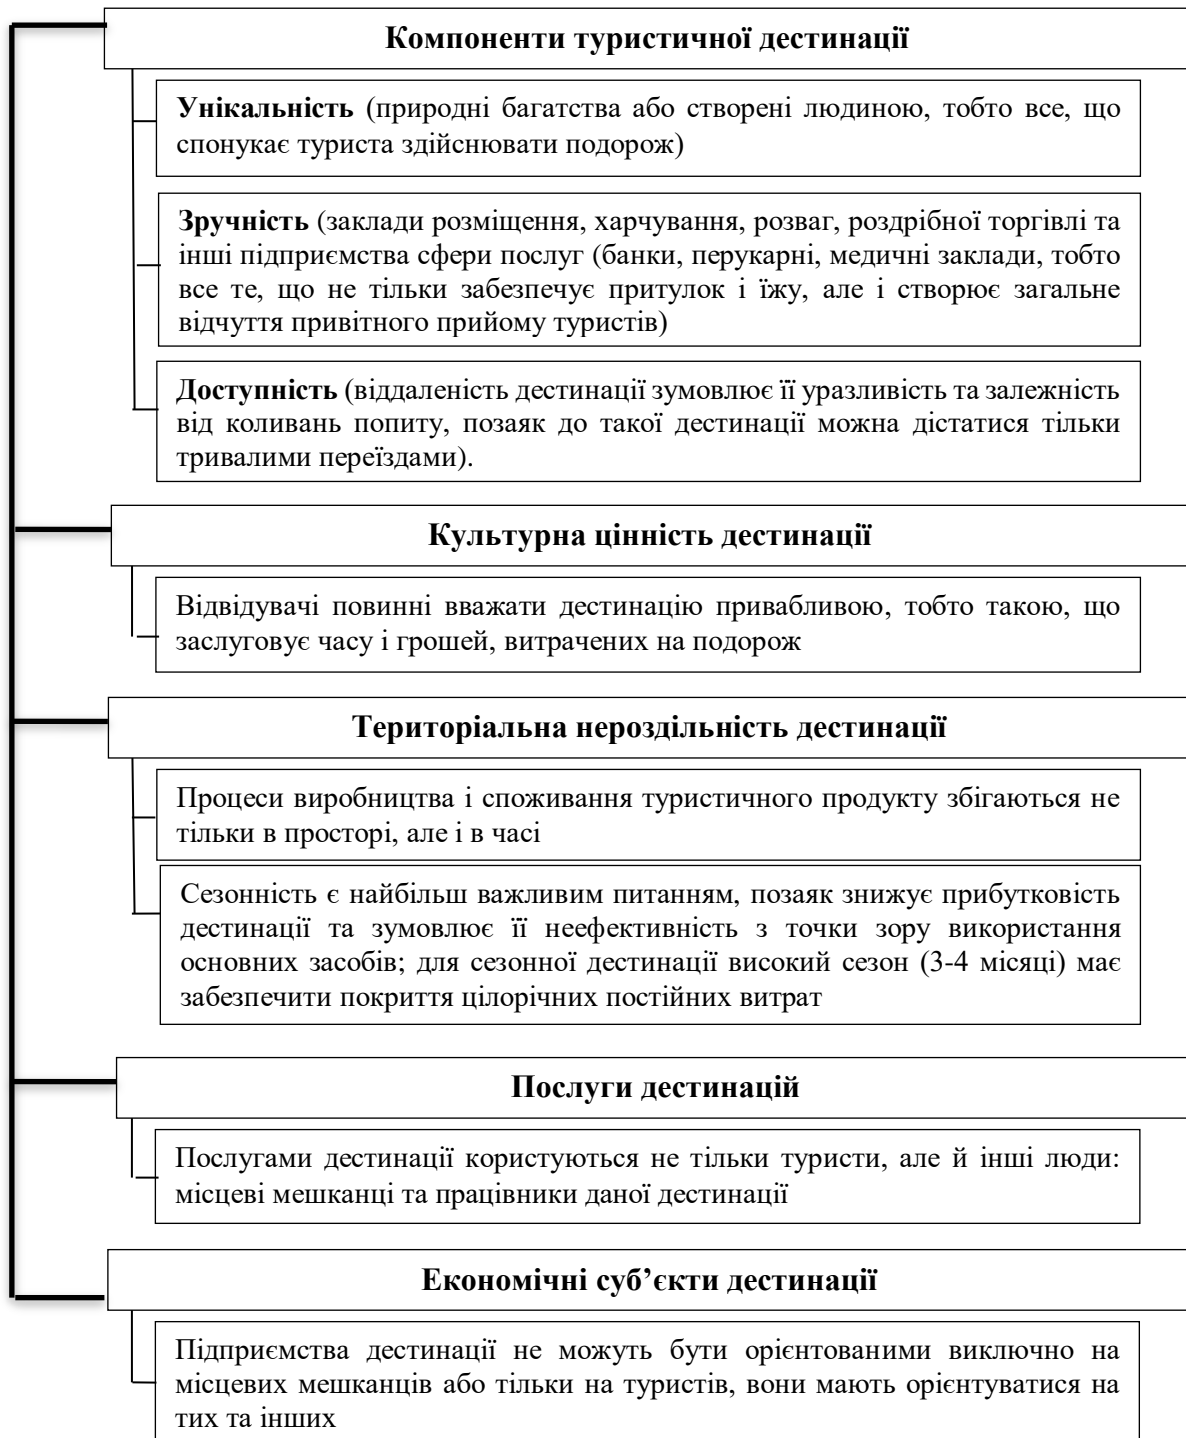 Компоненти туристичної дестинації
Унікальність (природні багатства або створені людиною, тобто все, що
спонукає туриста здійснювати подорож)
Зручність (заклади розміщення, харчування, розваг, роздрібної торгівлі та
інші підприємства сфери послуг (банки, перукарні, медичні заклади, тобто
все те, що не тільки забезпечує притулок і їжу, але і створює загальне
відчуття привітного прийому туристів)
Доступність (віддаленість дестинації зумовлює її уразливість та залежність
від коливань попиту, позаяк до такої дестинації можна дістатися тільки
тривалими переїздами).
Культурна цінність дестинації
Відвідувачі повинні вважати дестинацію привабливою, тобто такою, що
заслуговує часу і грошей, витрачених на подорож
Територіальна нероздільність дестинації
Процеси виробництва і споживання туристичного продукту збігаються не
тільки в просторі, але і в часі
Сезонність є найбільш важливим питанням, позаяк знижує прибутковість
дестинації та зумовлює її неефективність з точки зору використання
основних засобів; для сезонної дестинації високий сезон (3-4 місяці) має
забезпечити покриття цілорічних постійних витрат
Послуги дестинацій
Послугами дестинації користуються не тільки туристи, але й інші люди:
місцеві мешканці та працівники даної дестинації
Економічні суб’єкти дестинації
Підприємства дестинації не можуть бути орієнтованими виключно на
місцевих мешканців або тільки на туристів, вони мають орієнтуватися на
тих та інших